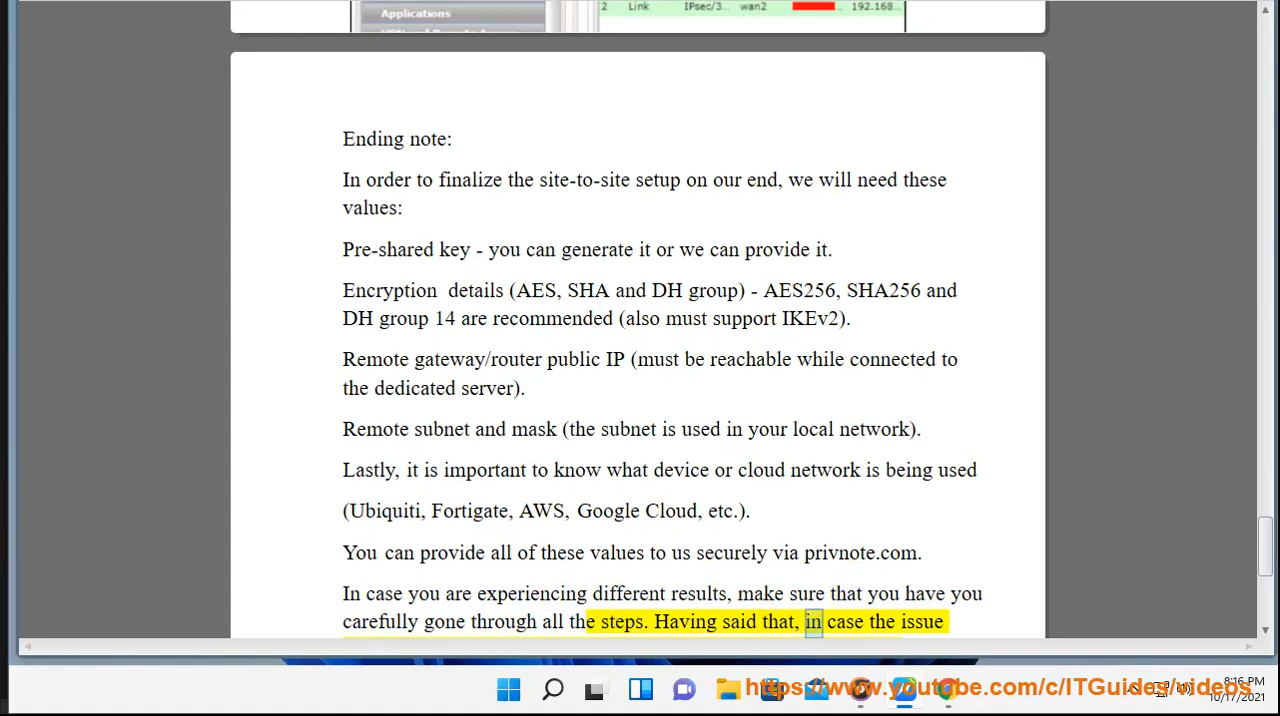 Applications
2 Link IPsec/3... wan2 ... 192.168...
Ending note:
In order to finalize the site-to-site setup on our end, we will need these
values:
Pre-shared key - you can generate it or we can provide it.
Encryption details (AES, SHA and DH group) - AES256, SHA256 and
DH group 14 are recommended (also must support IKEv2).
Remote gateway/router public IP (must be reachable while connected to
the dedicated server).
Remote subnet and mask (the subnet is used in your local network).
Lastly, it is important to know what device or cloud network is being used
(Ubiquiti, Fortigate, AWS, Google Cloud, etc.).
You can provide all of these values to us securely via privnote.com.
In case you are experiencing different results, make sure that you have you
carefully gone through all the steps. Having said that, in case the issue
https://www.youtube.com/c/ITGuides/videos
8:16 PM
10/17/2021